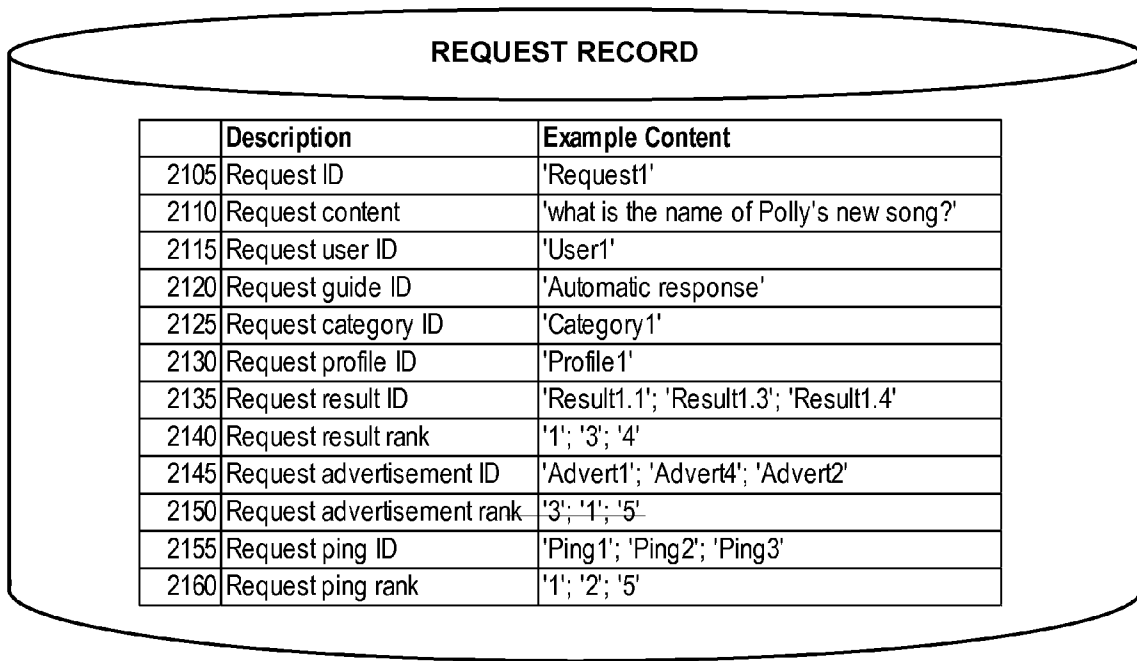 REQUEST RECORD
Description Example Content
2105 Request ID 'Request1'
2110 Request content 'what is the name of Polly's new song?'
2115 Request user ID 'User1'
2120 Request guide ID 'Automatic response'
2125 Request category ID 'Category1'
2130 Request profile ID 'Profile1'
2135 Request result ID 'Result1.1'; 'Result1.3'; 'Result1.4'
2140 Request result rank '1'; '3'; '4'
2145 Request advertisement ID 'Advert1'; 'Advert4'; 'Advert2'
2150 Request advertisement rank '3'; '1'; '5'
2155 Request ping ID 'Ping1'; 'Ping2'; 'Ping3'
2160 Request ping rank '1'; '2'; '5'